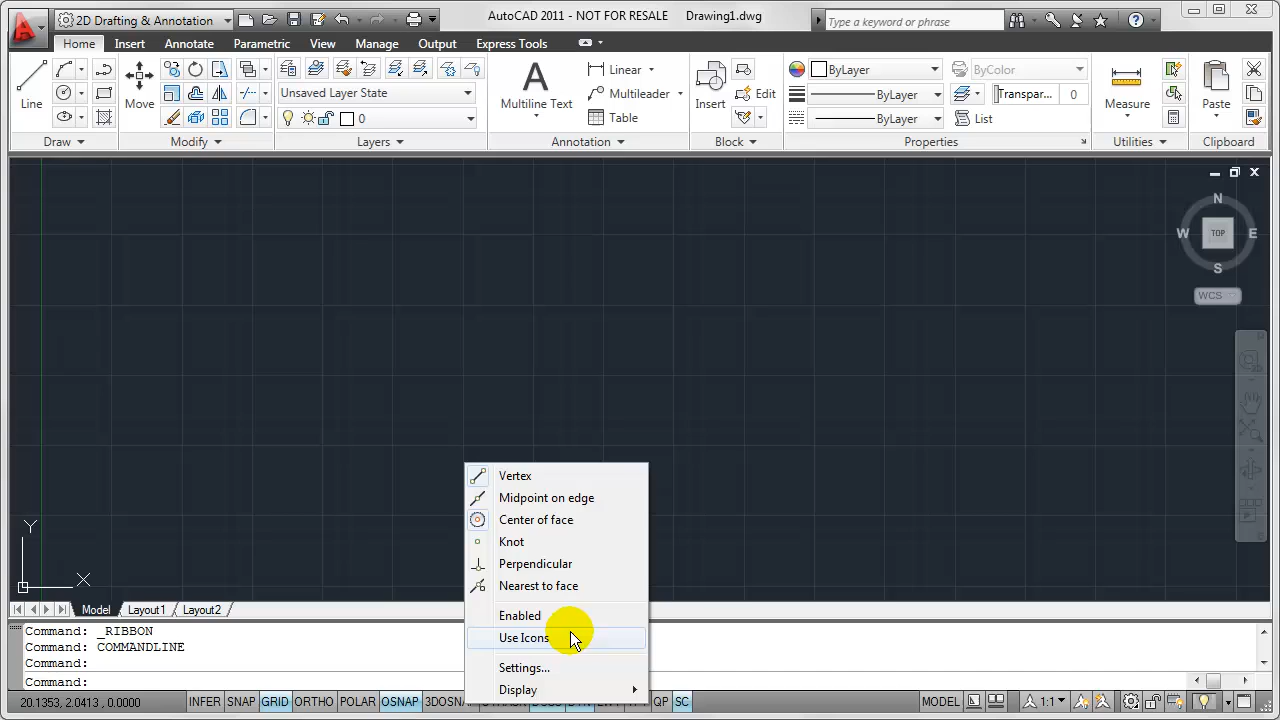 2D Drafting & Annotation
AutoCAD 2011 - NOT FOR RESALE Drawing1.dwg
Type a keyword or phrase
Home Insert Annotate Parametric View Manage Output Express Tools
Line
Move
Unsaved Layer State
0
Multiline Text
Linear
Multileader
Table
Insert
Edit
ByLayer
ByLayer
ByLayer
ByColor
Transpar... 0
List
Measure
Paste
Draw Modify Layers Annotation Block Properties Utilities Clipboard
N
W TOP E
S
WCS
Vertex
Midpoint on edge
Center of face
Knot
Perpendicular
Nearest to face
Enabled
Use Icons
Settings...
Display
Y
X
Model Layout1 Layout2
Command: _RIBBON
Command: COMMANDLINE
Command:
Command:
20.1353, 2.0413, 0.0000 INFER SNAP GRID ORTHO POLAR OSNAP SC MODEL 1:1